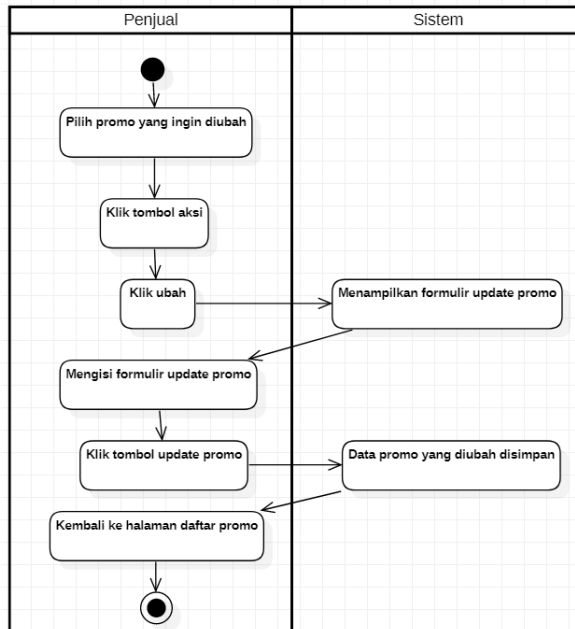 Penjual
Sistem
Pilih promo yang ingin diubah
Klik tombol aksi
Klik ubah
Menampilkan formulir update promo
Mengisi formulir update promo
Klik tombol update promo
Data promo yang diubah disimpan
Kembali ke halaman daftar promo